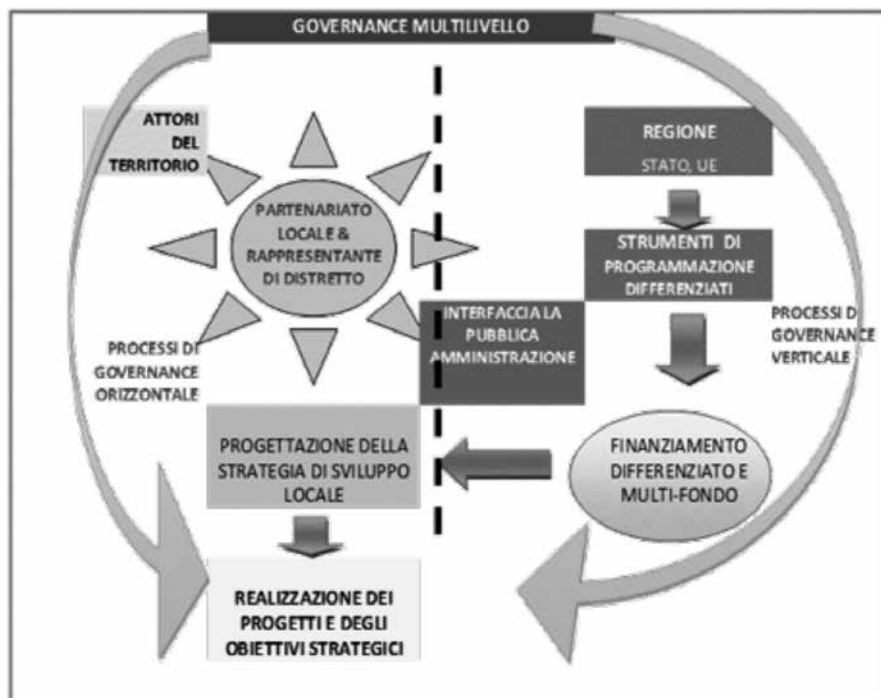 GOVERNANCE MULTILIVELLO
ATTORI
DEL
TERRITORIO
PARTENARIATO
LOCALE &
RAPPRESENTANTE
DI DISTRETTO
PROCESSI DI
GOVERNANCE
ORIZZONTALE
PROGETTAZIONE DELLA
STRATEGIA DI SVILUPPO
LOCALE
REALIZZAZIONE DEI
PROGETTI E DEGLI
OBIETTIVI STRATEGICI
REGIONE
STATO, UE
STRUMENTI DI
PROGRAMMAZIONE
DIFFERENZIATI
INTERFACCIA LA
PUBBLICA
AMMINISTRAZIONE
PROCESSI DI
GOVERNANCE
VERTICALE
FINANZIAMENTO
DIFFERENZIATO E
MULTI-FONDO